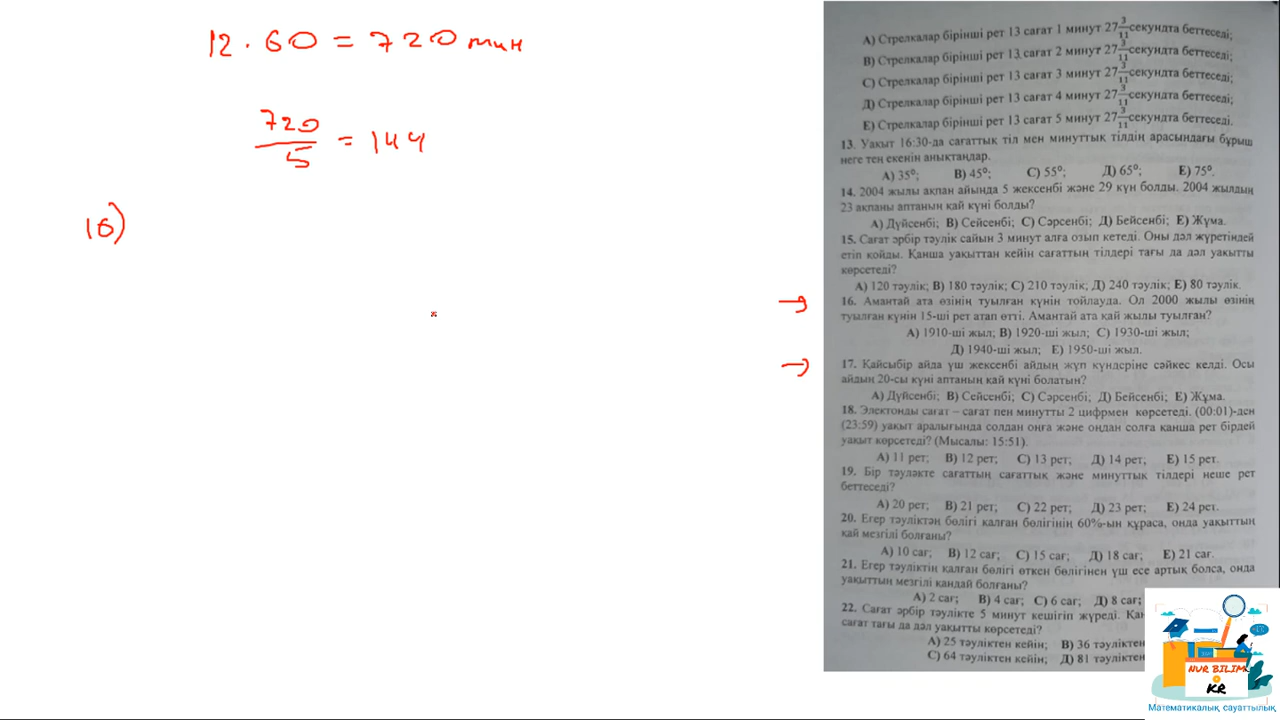 12 · 60 = 720 мин
720
5
= 144
16)
А) Стрелкалар бірінші рет 13 сағат 1 минут 27 3/11 секундта беттеседі;
В) Стрелкалар бірінші рет 13 сағат 2 минут 27 3/11 секундта беттеседі;
С) Стрелкалар бірінші рет 13 сағат 3 минут 27 3/11 секундта беттеседі;
Д) Стрелкалар бірінші рет 13 сағат 4 минут 27 3/11 секундта беттеседі;
Е) Стрелкалар бірінші рет 13 сағат 5 минут 27 3/11 секундта беттеседі.
13. Уақыт 16:30-да сағаттық тіл мен минуттық тілдің арасындағы бұрыш
неге тең екенін анықтаңдар.
А) 35⁰; В) 45⁰; С) 55⁰; Д) 65⁰; Е) 75⁰.
14. 2004 жылы ақпан айында 5 жексенбі және 29 күн болды. 2004 жылдың
23 ақпаны аптаның қай күні болды?
А) Дүйсенбі; В) Сейсенбі; С) Сәрсенбі; Д) Бейсенбі; Е) Жұма.
15. Сағат әрбір тәулік сайын 3 минут алға озып кетеді. Оны дәл жүретіндей
етіп қойды. Қанша уақыттан кейін сағаттың тілдері тағы да дәл уақытты
көрсетеді?
А) 120 тәулік; В) 180 тәулік; С) 210 тәулік; Д) 240 тәулік; Е) 80 тәулік.
16. Амантай ата өзінің туылған күнін тойлауда. Ол 2000 жылы өзінің
туылған күнін 15-ші рет атап өтті. Амантай ата қай жылы туылған?
А) 1910-ші жыл; В) 1920-ші жыл; С) 1930-ші жыл;
Д) 1940-ші жыл; Е) 1950-ші жыл.
17. Қайсыбір айда үш жексенбі айдың жұп күндеріне сәйкес келді. Осы
айдың 20-сы күні аптаның қай күні болатын?
А) Дүйсенбі; В) Сейсенбі; С) Сәрсенбі; Д) Бейсенбі; Е) Жұма.
18. Электонды сағат – сағат пен минутты 2 цифрмен көрсетеді. (00:01)-ден
(23:59) уақыт аралығында солдан оңға және оңдан солға қанша рет бірдей
уақыт көрсетеді? (Мысалы: 15:51).
А) 11 рет; В) 12 рет; С) 13 рет; Д) 14 рет; Е) 15 рет.
19. Бір тәулəкте сағаттың сағаттық және минуттық тілдері неше рет
беттеседі?
А) 20 рет; В) 21 рет; С) 22 рет; Д) 23 рет; Е) 24 рет.
20. Егер тәуліктің бөлігі қалған бөлігінің 60%-ын құраса, онда уақыттың
қай мезгілі болғаны?
А) 10 сағ; В) 12 сағ; С) 15 сағ; Д) 18 сағ; Е) 21 сағ.
21. Егер тәуліктің қалған бөлігі өткен бөлігінен үш есе артық болса, онда
уақыттың мезгілі қандай болғаны?
А) 2 сағ; В) 4 сағ; С) 6 сағ; Д) 8 сағ;
22. Сағат әрбір тәулікте 5 минут кешігіп жүреді.
сағат тағы да дәл уақытты көрсетеді?
А) 25 тәуліктен кейін; В) 36 тәуліктен
С) 64 тәуліктен кейін; Д) 81 тәуліктен
NUR BILIM
KR
Математикалық сауаттылық